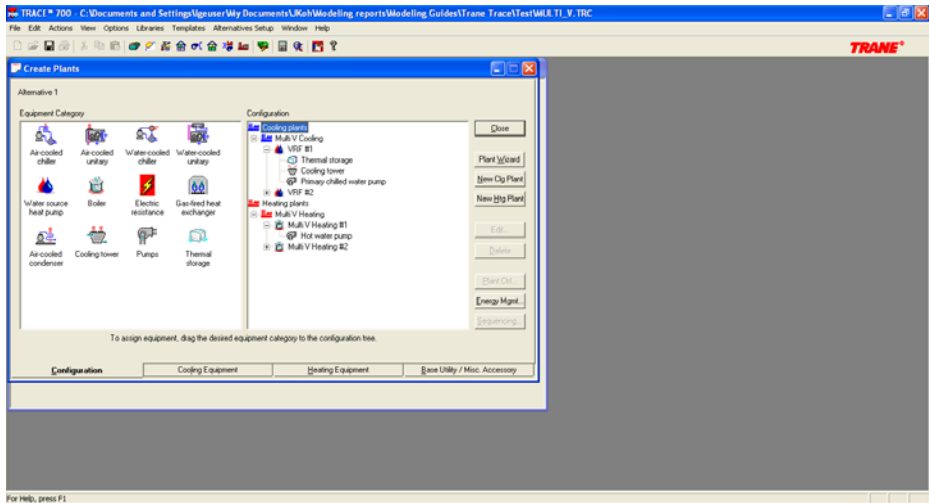 TRACE® 700 - C:\Documents and Settings\lgeuser\My Documents\JKoh\Modeling reports\Modeling Guides\Trane Trace\Test\MULTI_V.TRC
File Edit Actions View Options Libraries Templates Alternatives Setup Window Help
TRANE®
Create Plants
Alternative 1
Equipment Category
Air-cooled chiller
Air-cooled unitary
Water-cooled chiller
Water-cooled unitary
Water source heat pump
Boiler
Electric resistance
Gas-fired heat exchanger
Air-cooled condenser
Cooling tower
Pumps
Thermal storage
Configuration
Cooling plants
Multi V Cooling
VRF #1
Thermal storage
Cooling tower
Primary chilled water pump
VRF #2
Heating plants
Multi V Heating
Multi V Heating #1
Hot water pump
Multi V Heating #2
Close
Plant Wizard
New Clg Plant
New Htg Plant
Edit...
Delete
Plant Ctrl...
Energy Mgmt...
Sequencing...
To assign equipment, drag the desired equipment category to the configuration tree.
Configuration
Cooling Equipment
Heating Equipment
Base Utility / Misc. Accessory
For Help, press F1